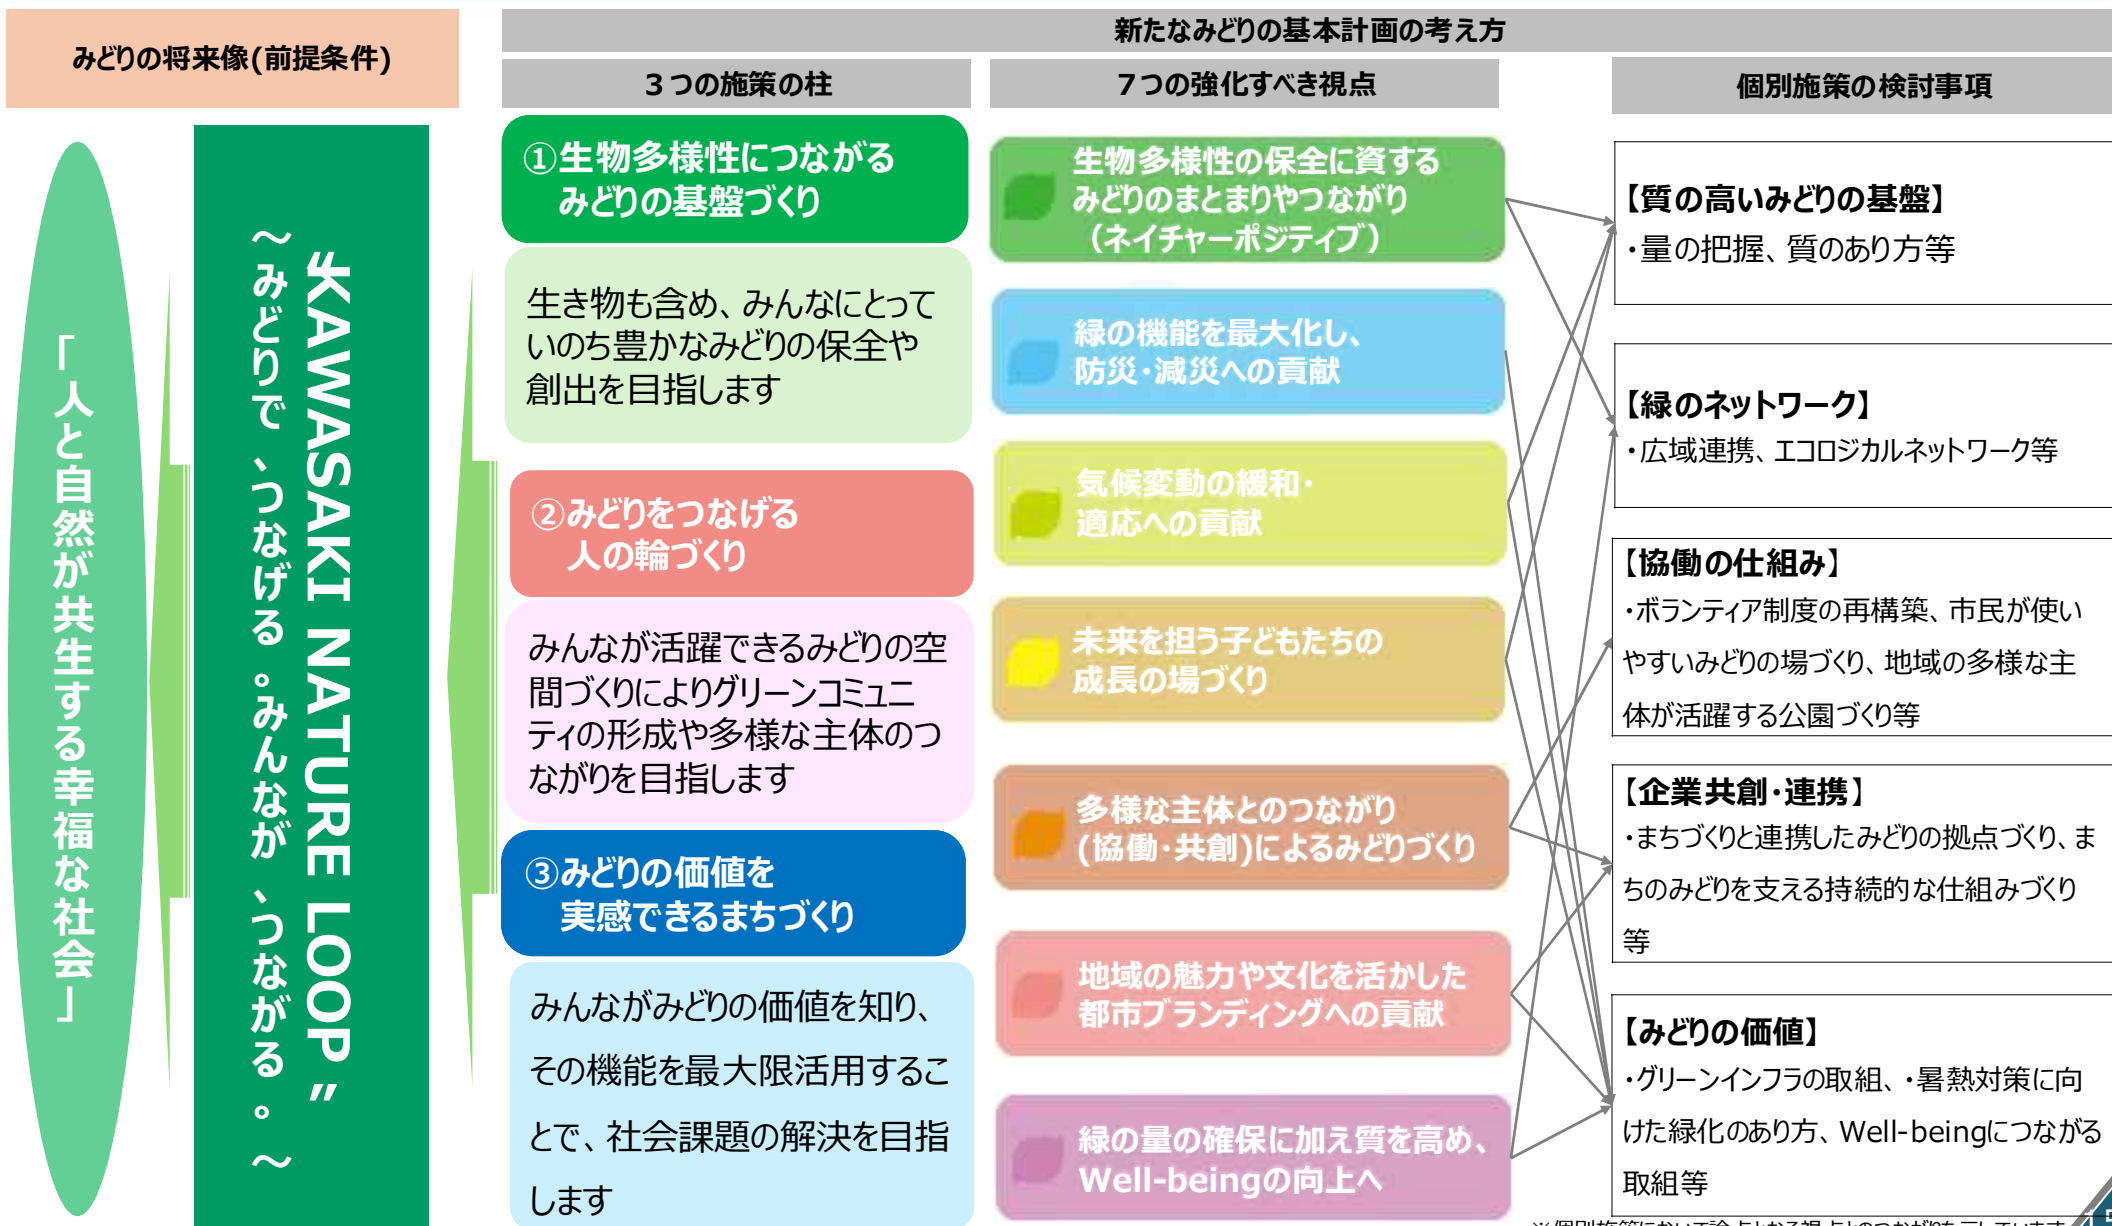 みどりの将来像(前提条件)
新たなみどりの基本計画の考え方
３つの施策の柱
７つの強化すべき視点
個別施策の検討事項
「人と自然が共生する幸福な社会」
“KAWASAKI NATURE LOOP”
～みどりで、つなげる。みんなが、つながる。～
①生物多様性につながる
みどりの基盤づくり
生き物も含め、みんなにとって
いのち豊かなみどりの保全や
創出を目指します
②みどりをつなげる
人の輪づくり
みんなが活躍できるみどりの空
間づくりによりグリーンコミュニ
ティの形成や多様な主体のつ
ながりを目指します
③みどりの価値を
実感できるまちづくり
みんながみどりの価値を知り、
その機能を最大限活用するこ
とで、社会課題の解決を目指
します
生物多様性の保全に資する
みどりのまとまりやつながり
（ネイチャーポジティブ）
緑の機能を最大化し、
防災・減災への貢献
気候変動の緩和・
適応への貢献
未来を担う子どもたちの
成長の場づくり
多様な主体とのつながり
(協働・共創)によるみどりづくり
地域の魅力や文化を活かした
都市ブランディングへの貢献
緑の量の確保に加え質を高め、
Well-beingの向上へ
【質の高いみどりの基盤】
・量の把握、質のあり方等
【緑のネットワーク】
・広域連携、エコロジカルネットワーク等
【協働の仕組み】
・ボランティア制度の再構築、市民が使い
やすいみどりの場づくり、地域の多様な主
体が活躍する公園づくり等
【企業共創・連携】
・まちづくりと連携したみどりの拠点づくり、ま
ちのみどりを支える持続的な仕組みづくり
等
【みどりの価値】
・グリーンインフラの取組、・暑熱対策に向
けた緑化のあり方、Well-beingにつながる
取組等
※個別施策において論点となる視点とのつながりを示しています